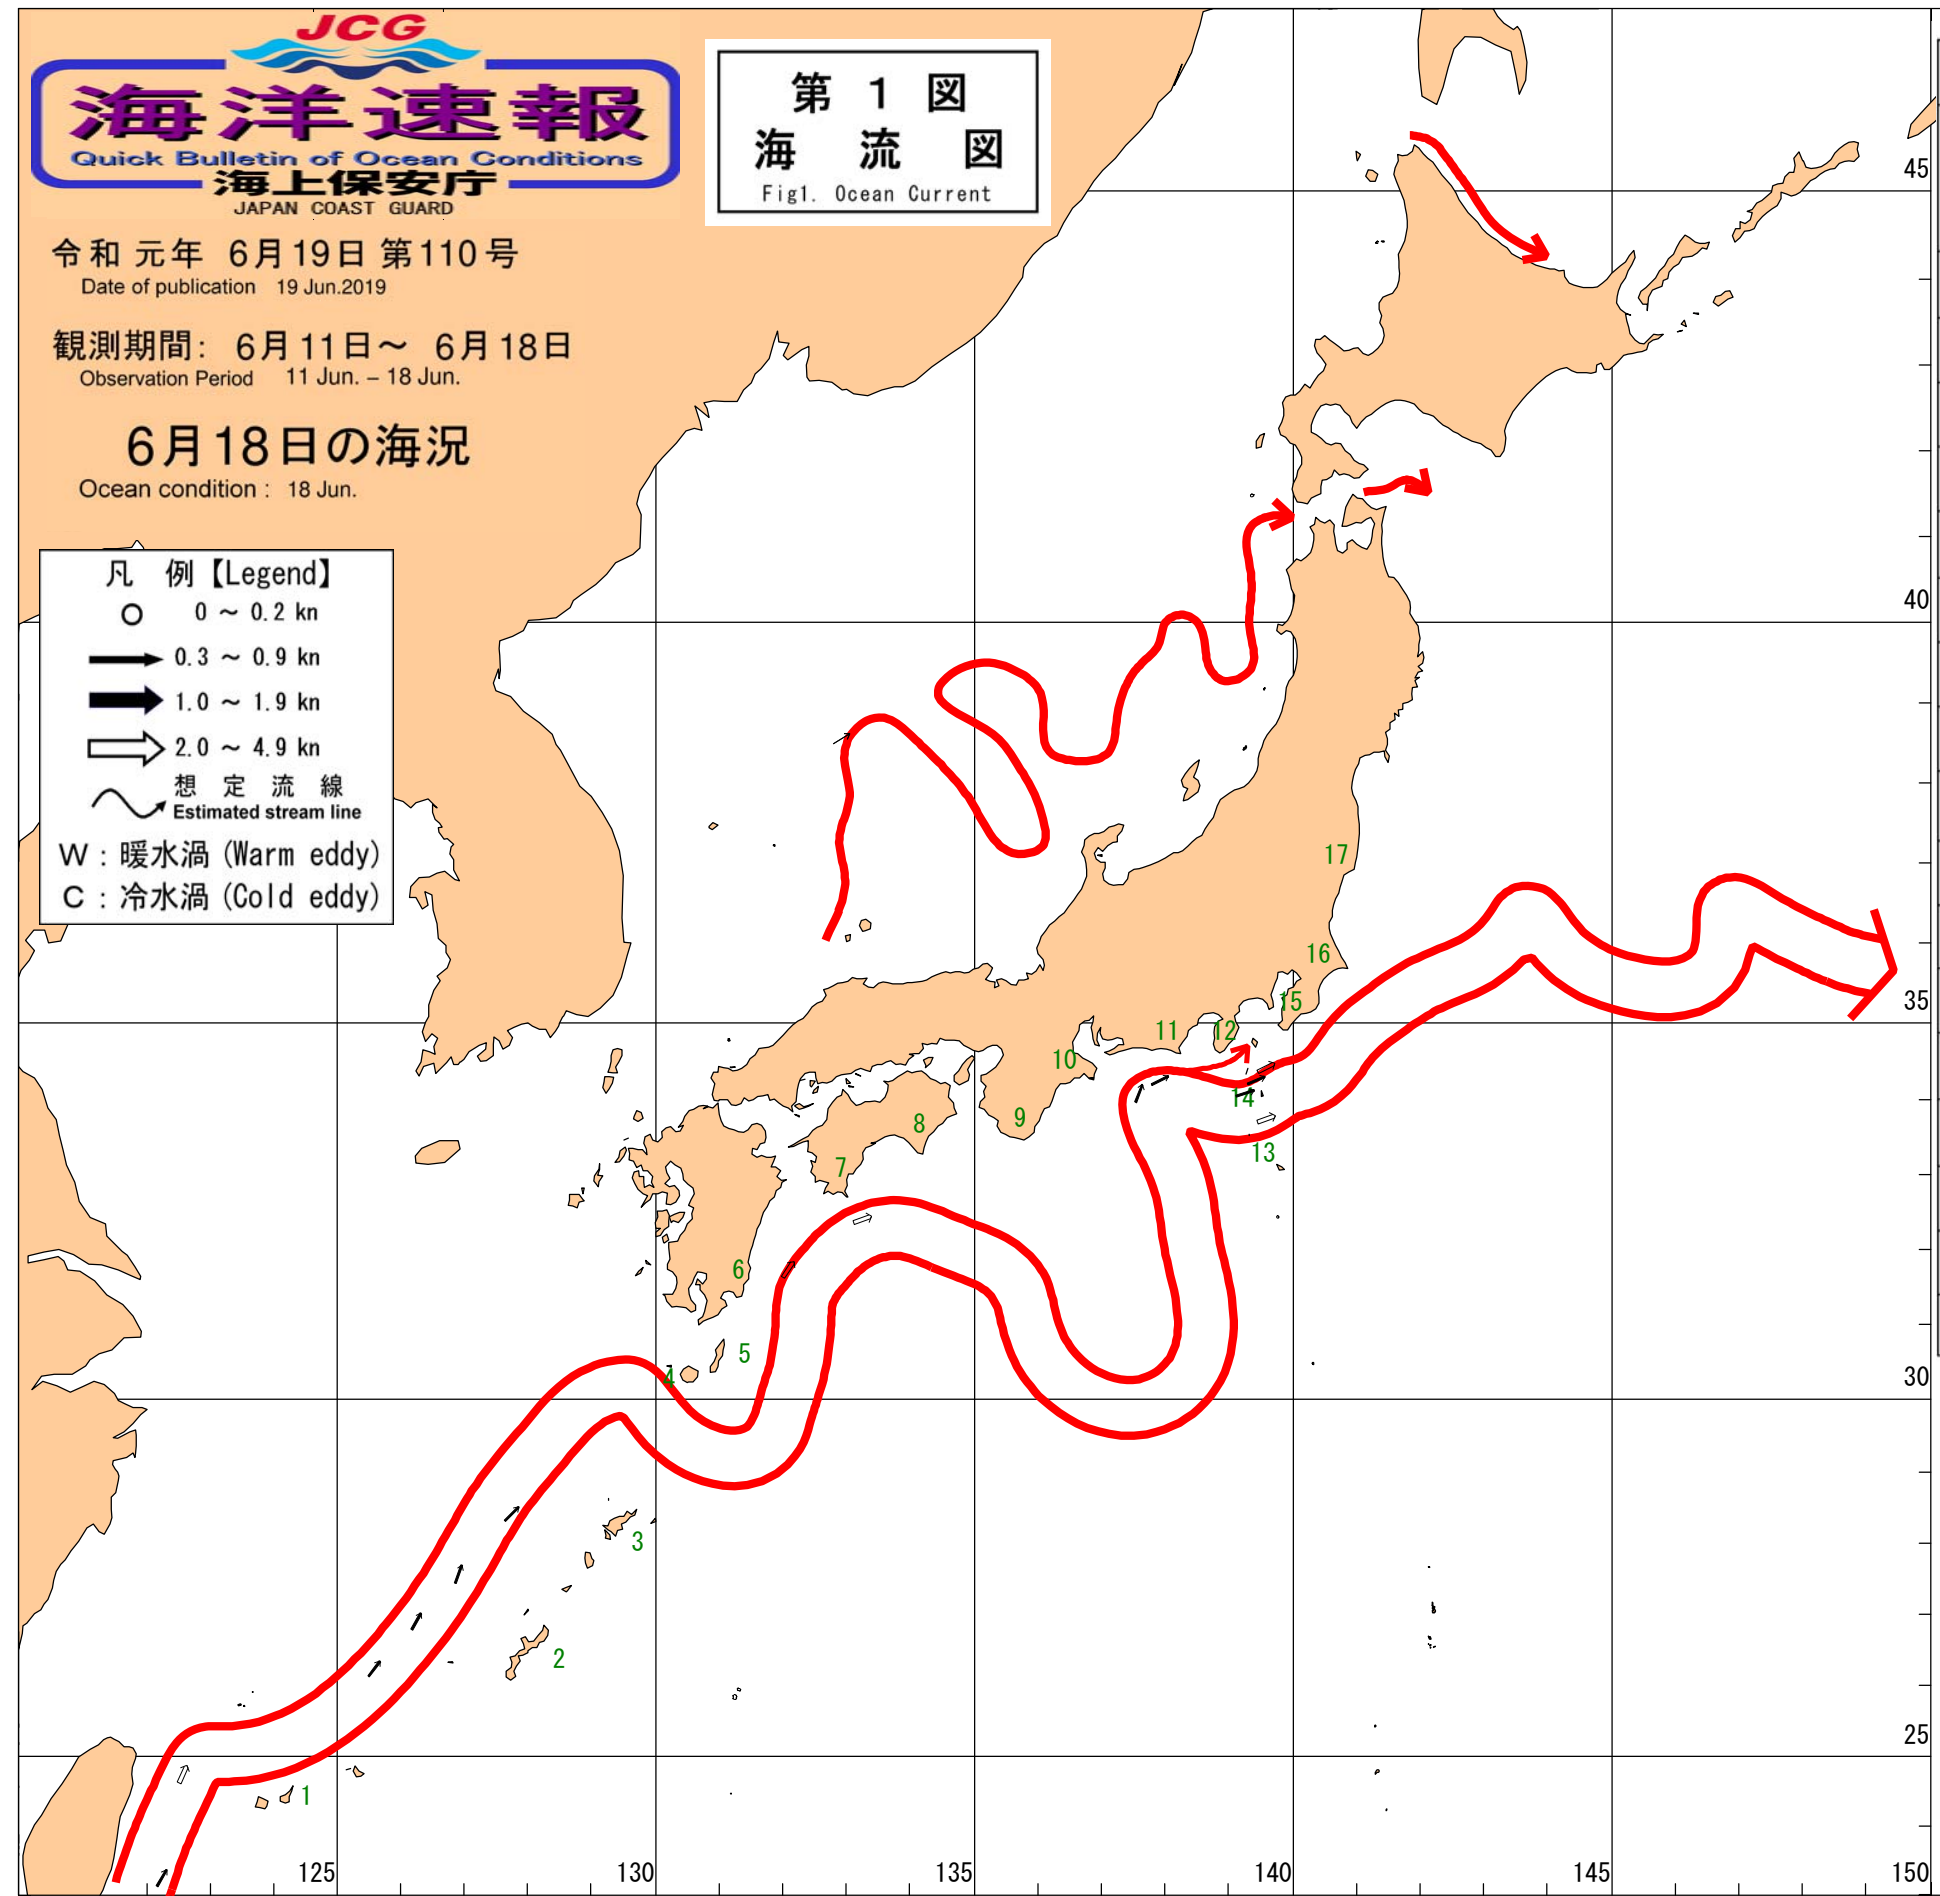 JCG
海洋速報
Quick Bulletin of Ocean Conditions
海上保安庁
JAPAN COAST GUARD
第 1 図
海 流 図
Fig1. Ocean Current
令和 元年 6月19日 第110号
Date of publication 19 Jun.2019
観測期間: 6月11日～ 6月18日
Observation Period 11 Jun. – 18 Jun.
6月18日の海況
Ocean condition : 18 Jun.
凡 例【Legend】
0 ～ 0.2 kn
0.3 ～ 0.9 kn
1.0 ～ 1.9 kn
2.0 ～ 4.9 kn
想 定 流 線
Estimated stream line
W : 暖水渦 (Warm eddy)
C : 冷水渦 (Cold eddy)
45
40
17
16
35
15
12
11
10
14
9
8
13
7
6
5
4
30
3
2
25
1
125
130
135
140
145
150